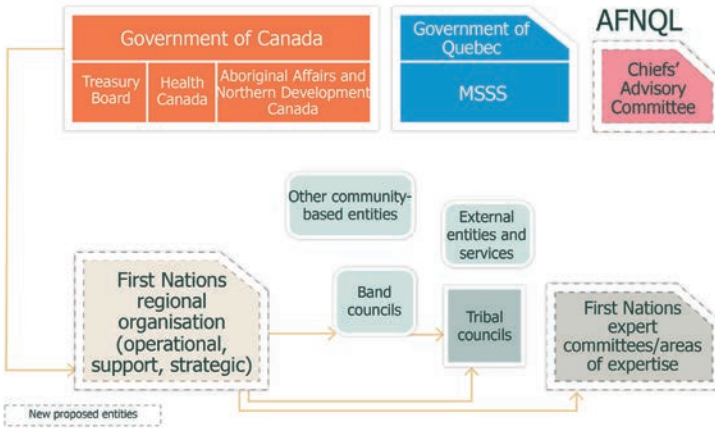 Government of Canada
Treasury
Board
Health
Canada
Aboriginal Affairs and
Northern Development
Canada
Government of
Quebec
MSSS
AFNQL
Chiefs'
Advisory
Committee
Other community-
based entities
External
entities and
services
First Nations
regional
organisation
(operational,
support, strategic)
Band
councils
Tribal
councils
First Nations
expert
committees/areas
of expertise
New proposed entities